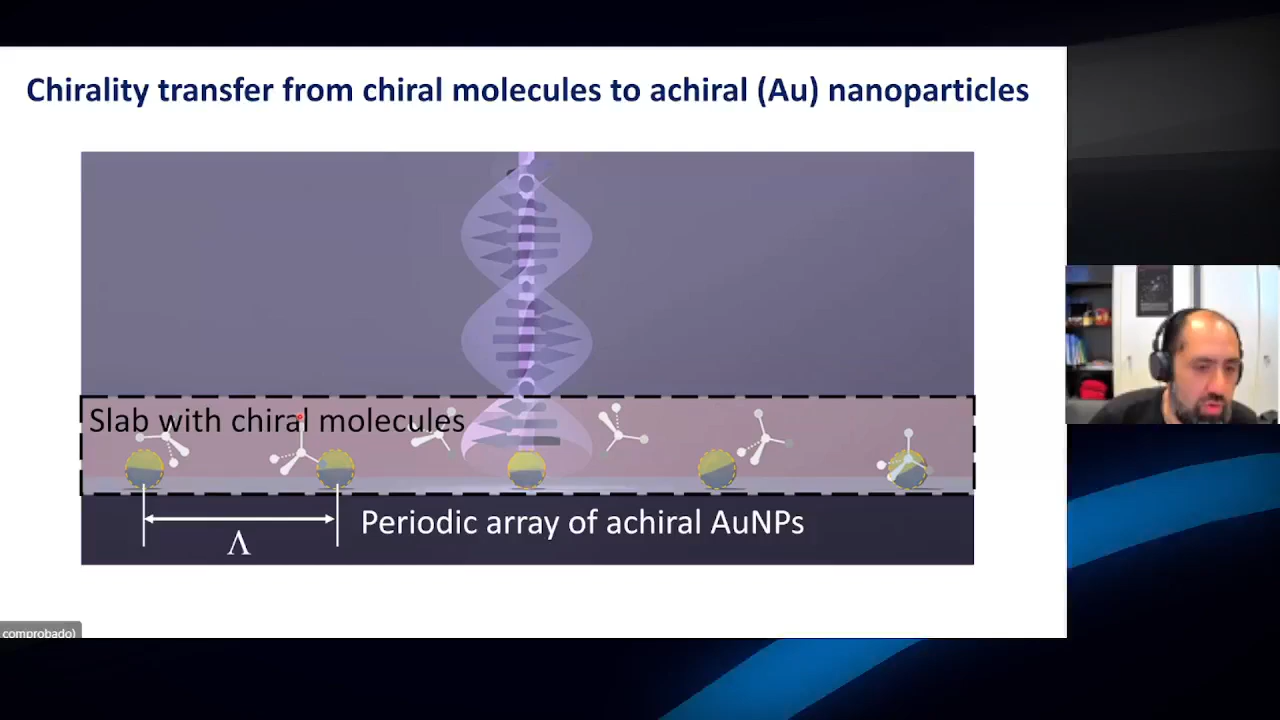 Chirality transfer from chiral molecules to achiral (Au) nanoparticles
Slab with chiral molecules
Periodic array of achiral AuNPs
Λ
comprobado)